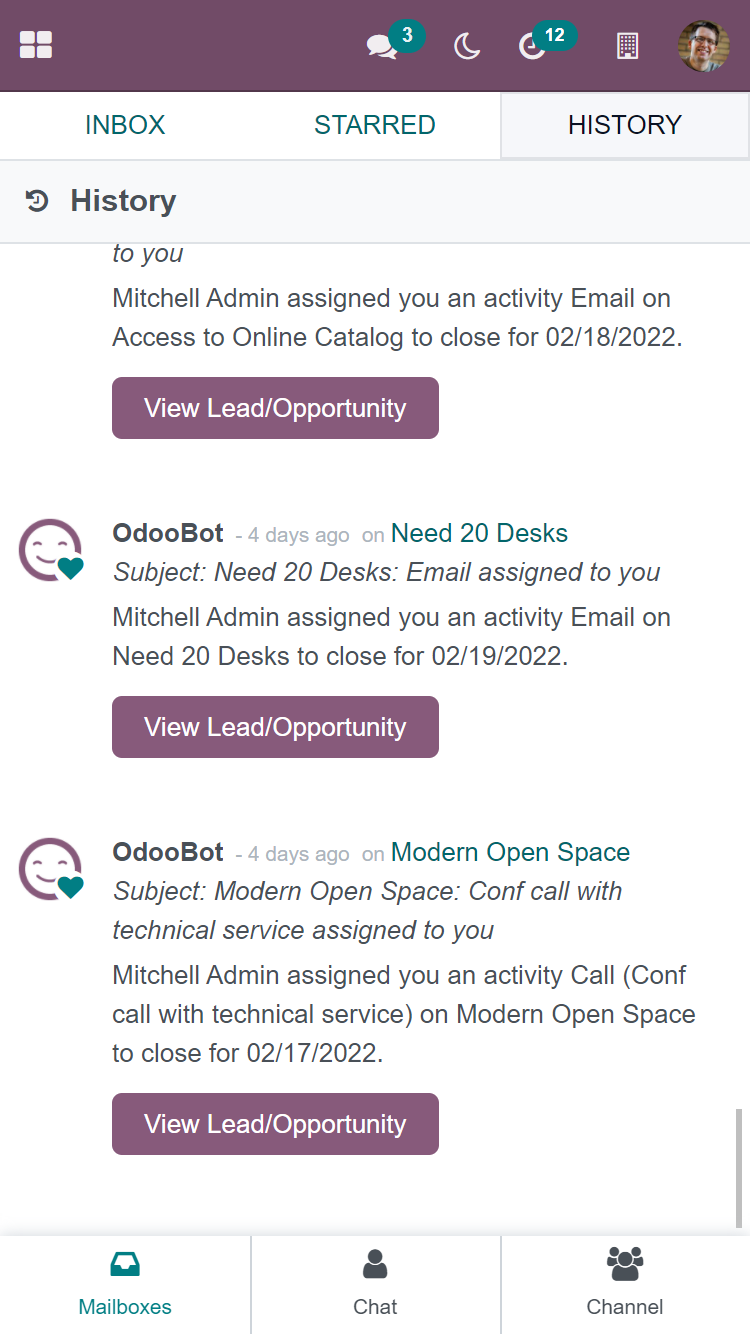 3
12
INBOX
STARRED
HISTORY
History
to you
Mitchell Admin assigned you an activity Email on
Access to Online Catalog to close for 02/18/2022.
View Lead/Opportunity
OdooBot - 4 days ago on Need 20 Desks
Subject: Need 20 Desks: Email assigned to you
Mitchell Admin assigned you an activity Email on
Need 20 Desks to close for 02/19/2022.
View Lead/Opportunity
OdooBot - 4 days ago on Modern Open Space
Subject: Modern Open Space: Conf call with
technical service assigned to you
Mitchell Admin assigned you an activity Call (Conf
call with technical service) on Modern Open Space
to close for 02/17/2022.
View Lead/Opportunity
Mailboxes
Chat
Channel